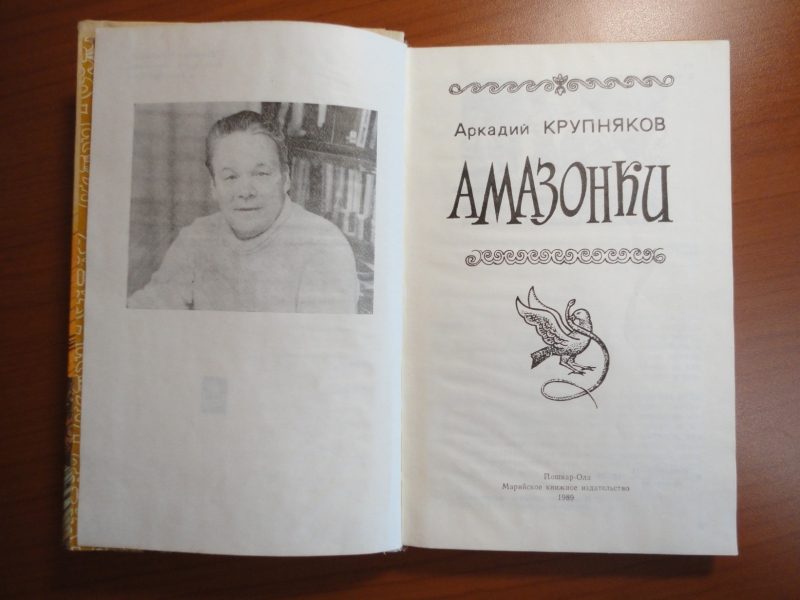 Аркадий КРУПНЯКОВ
АМАЗОНКИ
Йошкар-Ола
Марийское книжное издательство
1989